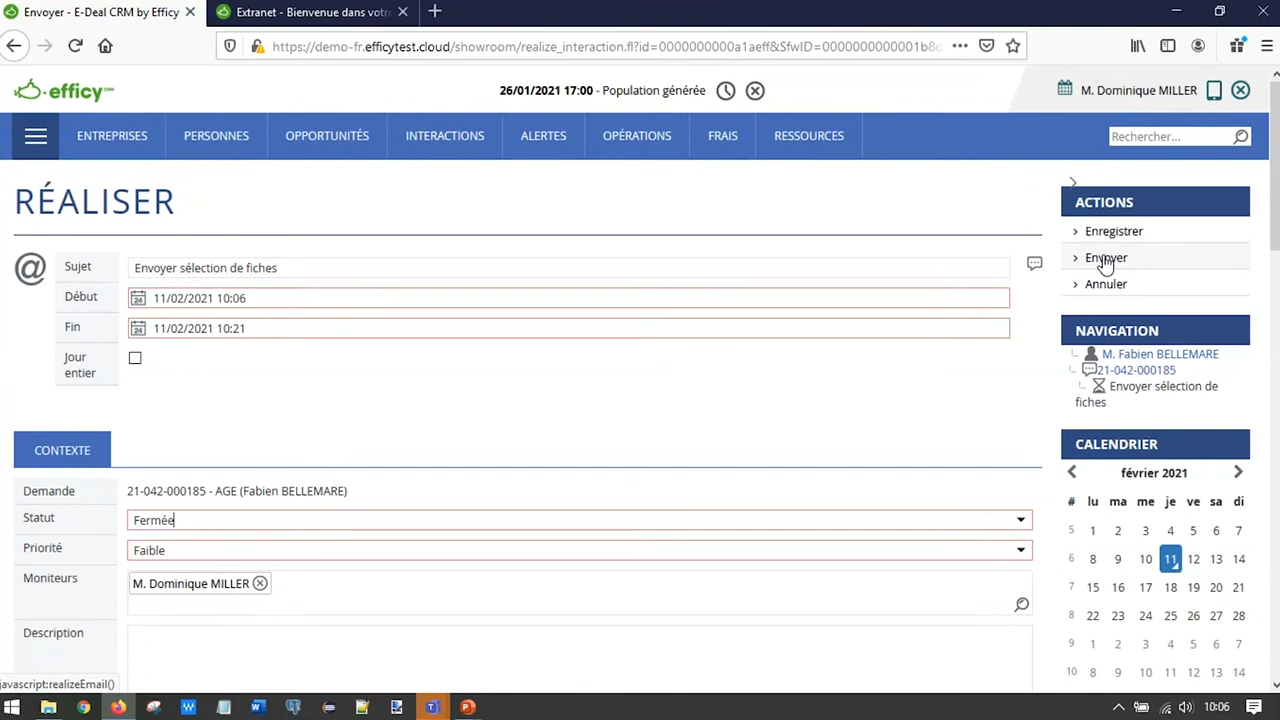 Envoyer - E-Deal CRM by Efficy
Extranet - Bienvenue dans votr
https://demo-fr.efficytest.cloud/showroom/realize_interaction.fl?id=0000000000a1aeff&SfwID=0000000000001b8d
efficy CRM
26/01/2021 17:00 - Population générée
M. Dominique MILLER
ENTREPRISES PERSONNES OPPORTUNITÉS INTERACTIONS ALERTES OPÉRATIONS FRAIS RESSOURCES
Rechercher...
RÉALISER
Sujet Envoyer sélection de fiches
Début 24 11/02/2021 10:06
Fin 24 11/02/2021 10:21
Jour
entier
CONTEXTE
Demande 21-042-000185 - AGE (Fabien BELLEMARE)
Statut Fermée
Priorité Faible
Moniteurs M. Dominique MILLER
Description
ACTIONS
Enregistrer
Envoyer
Annuler
NAVIGATION
M. Fabien BELLEMARE
21-042-000185
Envoyer sélection de
fiches
CALENDRIER
février 2021
# lu ma me je ve sa di
5 1 2 3 4 5 6 7
6 8 9 10 11 12 13 14
7 15 16 17 18 19 20 21
8 22 23 24 25 26 27 28
9 1 2 3 4 5 6 7
10 8 9 10 11 12 13 14
javascript:realizeEmail()
10:06